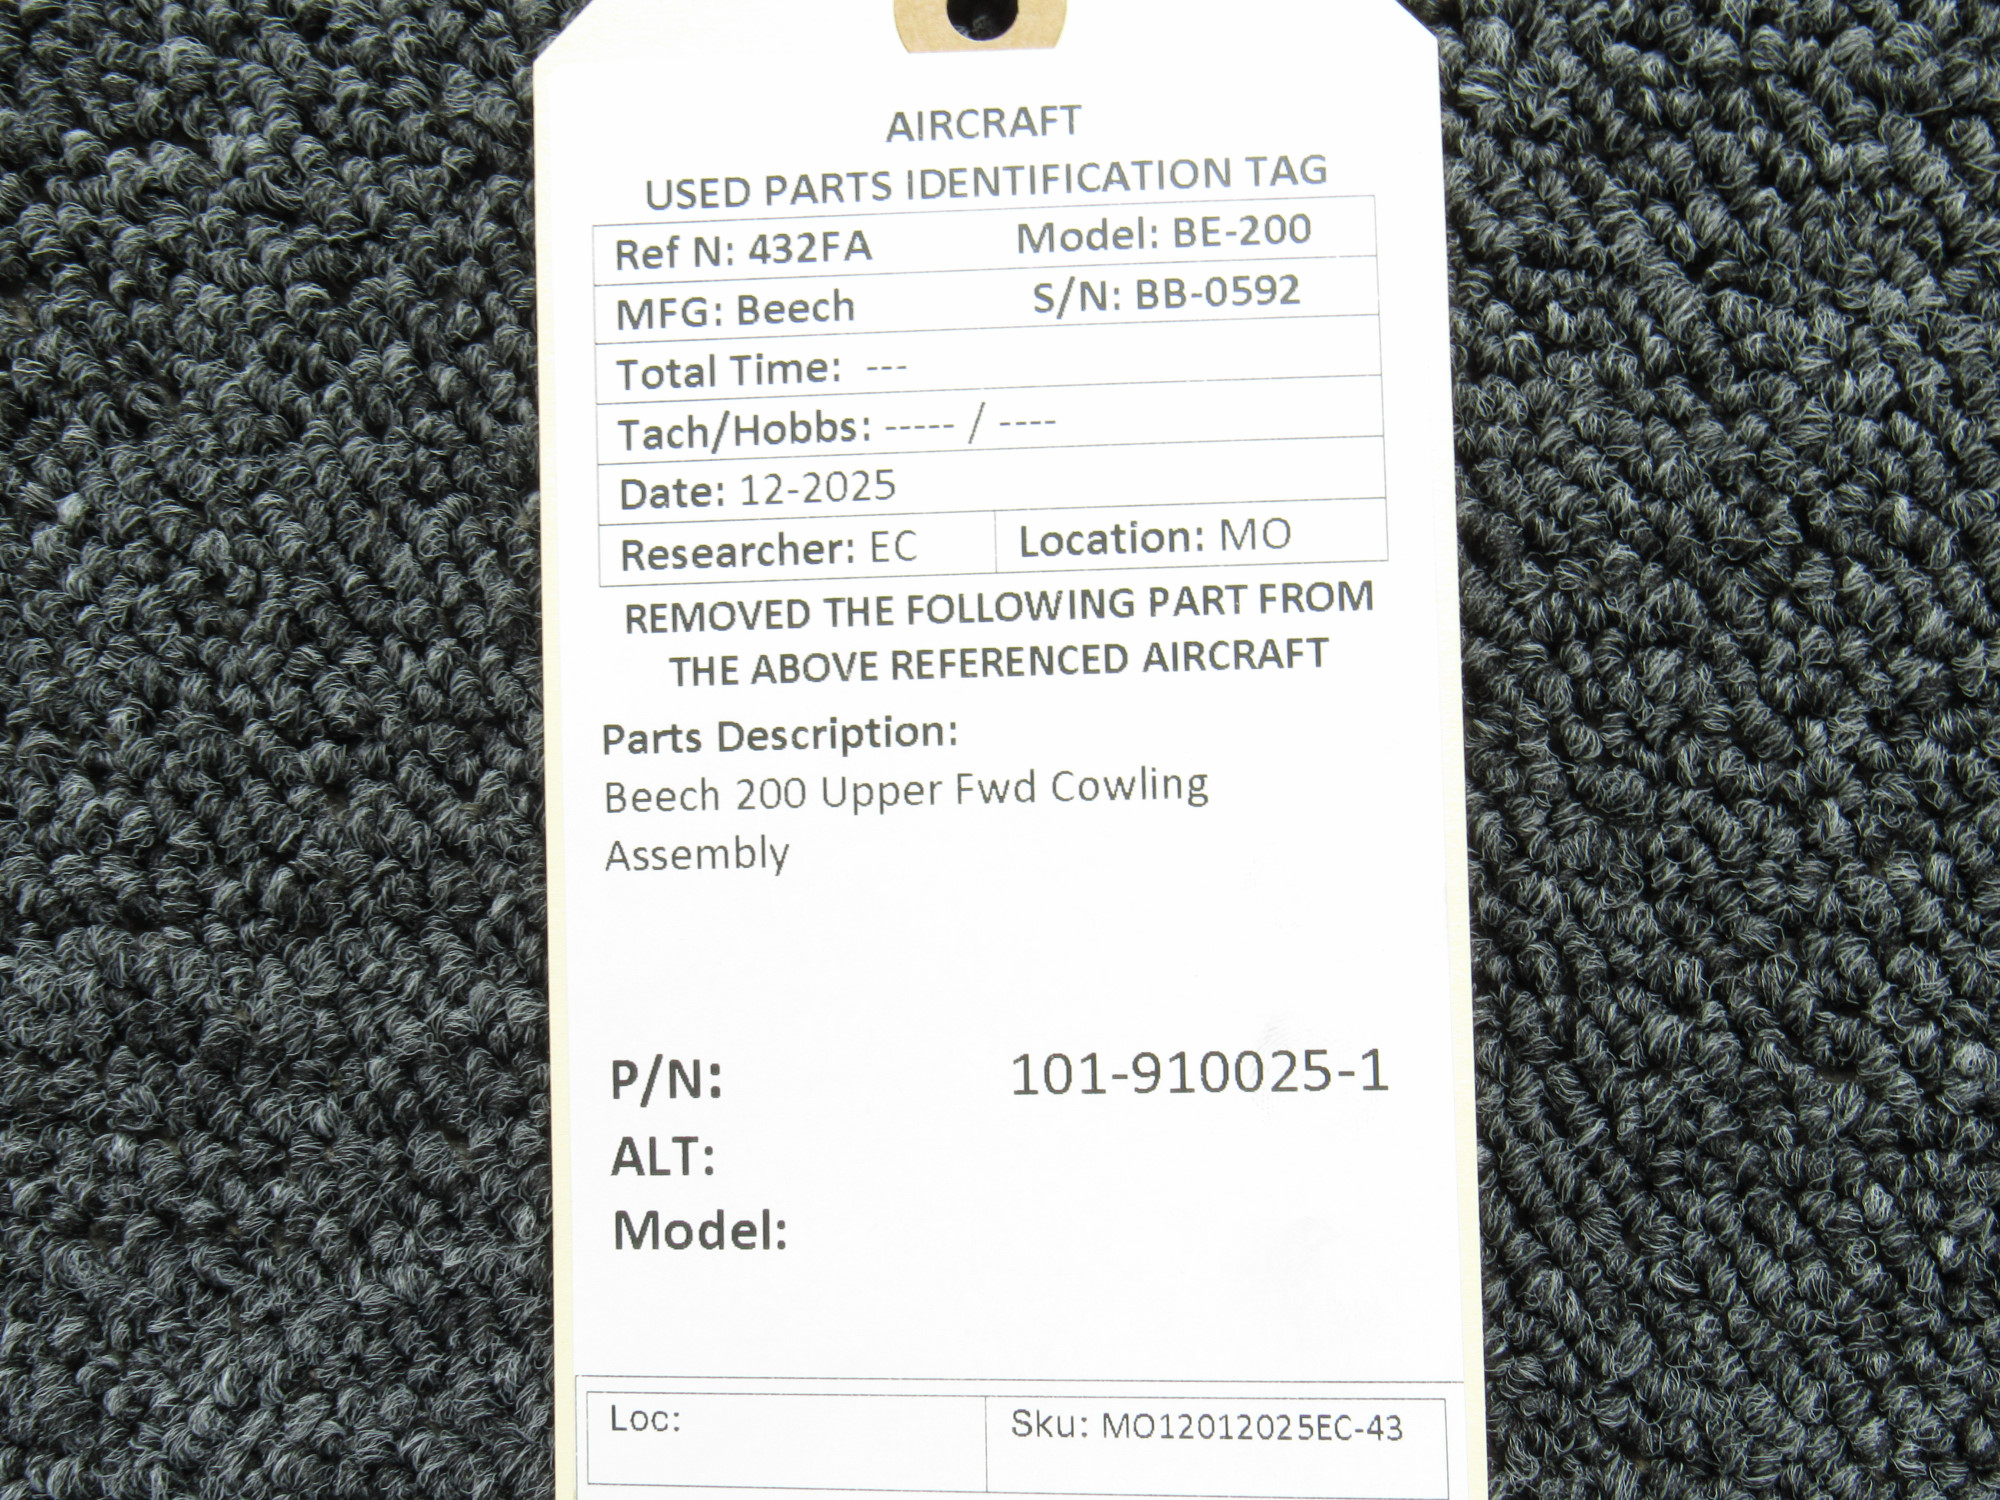 AIRCRAFT
USED PARTS IDENTIFICATION TAG
Ref N: 432FA Model: BE-200
MFG: Beech S/N: BB-0592
Total Time: ---
Tach/Hobbs: ----- / ----
Date: 12-2025
Researcher: EC Location: MO
REMOVED THE FOLLOWING PART FROM
THE ABOVE REFERENCED AIRCRAFT
Parts Description:
Beech 200 Upper Fwd Cowling
Assembly
P/N: 101-910025-1
ALT:
Model:
Loc: Sku: MO12012025EC-43